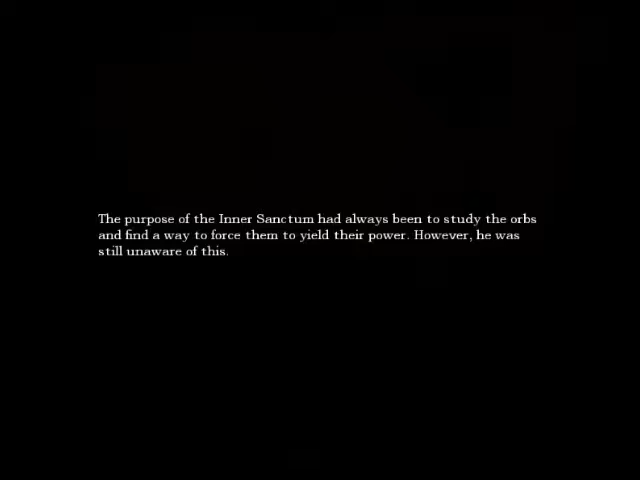 The purpose of the Inner Sanctum had always been to study the orbs
and find a way to force them to yield their power. However, he was
still unaware of this.